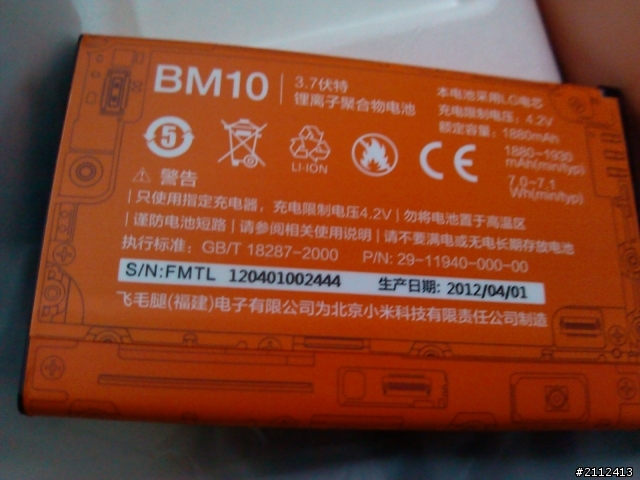 BM10
3.7伏特
锂离子聚合物电池
本电池采用LG电芯
充电限制电压：4.2V
额定容量：1880mAh
1880-1930
mAh(min/typ)
7.0-7.1
Wh(min/typ)
5
LI-ION
CE
警告
只使用指定充电器，充电限制电压4.2V | 勿将电池置于高温区
谨防电池短路 | 请参阅相关使用说明 | 请不要满电或无电长期存放电池
执行标准：GB/T 18287-2000 P/N: 29-11940-000-00
S/N:FMTL 120401002444 生产日期: 2012/04/01
飞毛腿(福建)电子有限公司为北京小米科技有限责任公司制造
#2112413